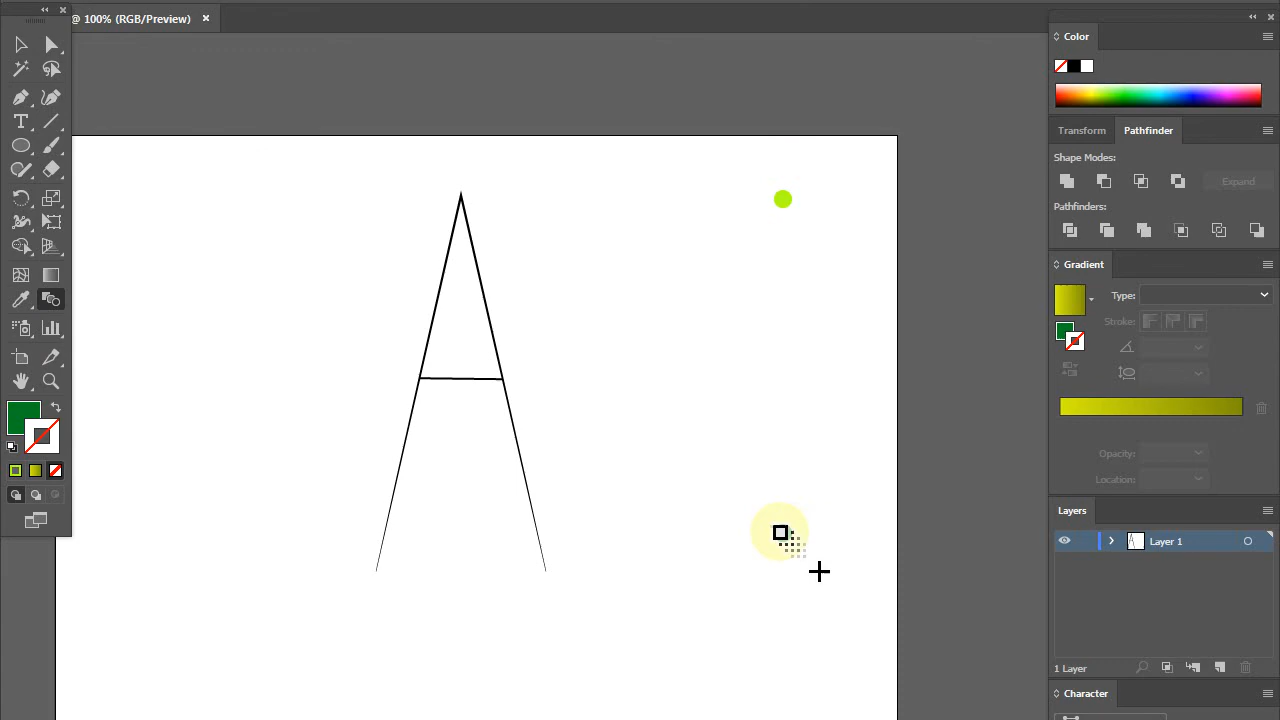 @ 100% (RGB/Preview)
Color
Transform Pathfinder
Shape Modes:
Expand
Pathfinders:
Gradient
Type:
Stroke:
Opacity:
Location:
Layers
Layer 1
1 Layer
Character
A